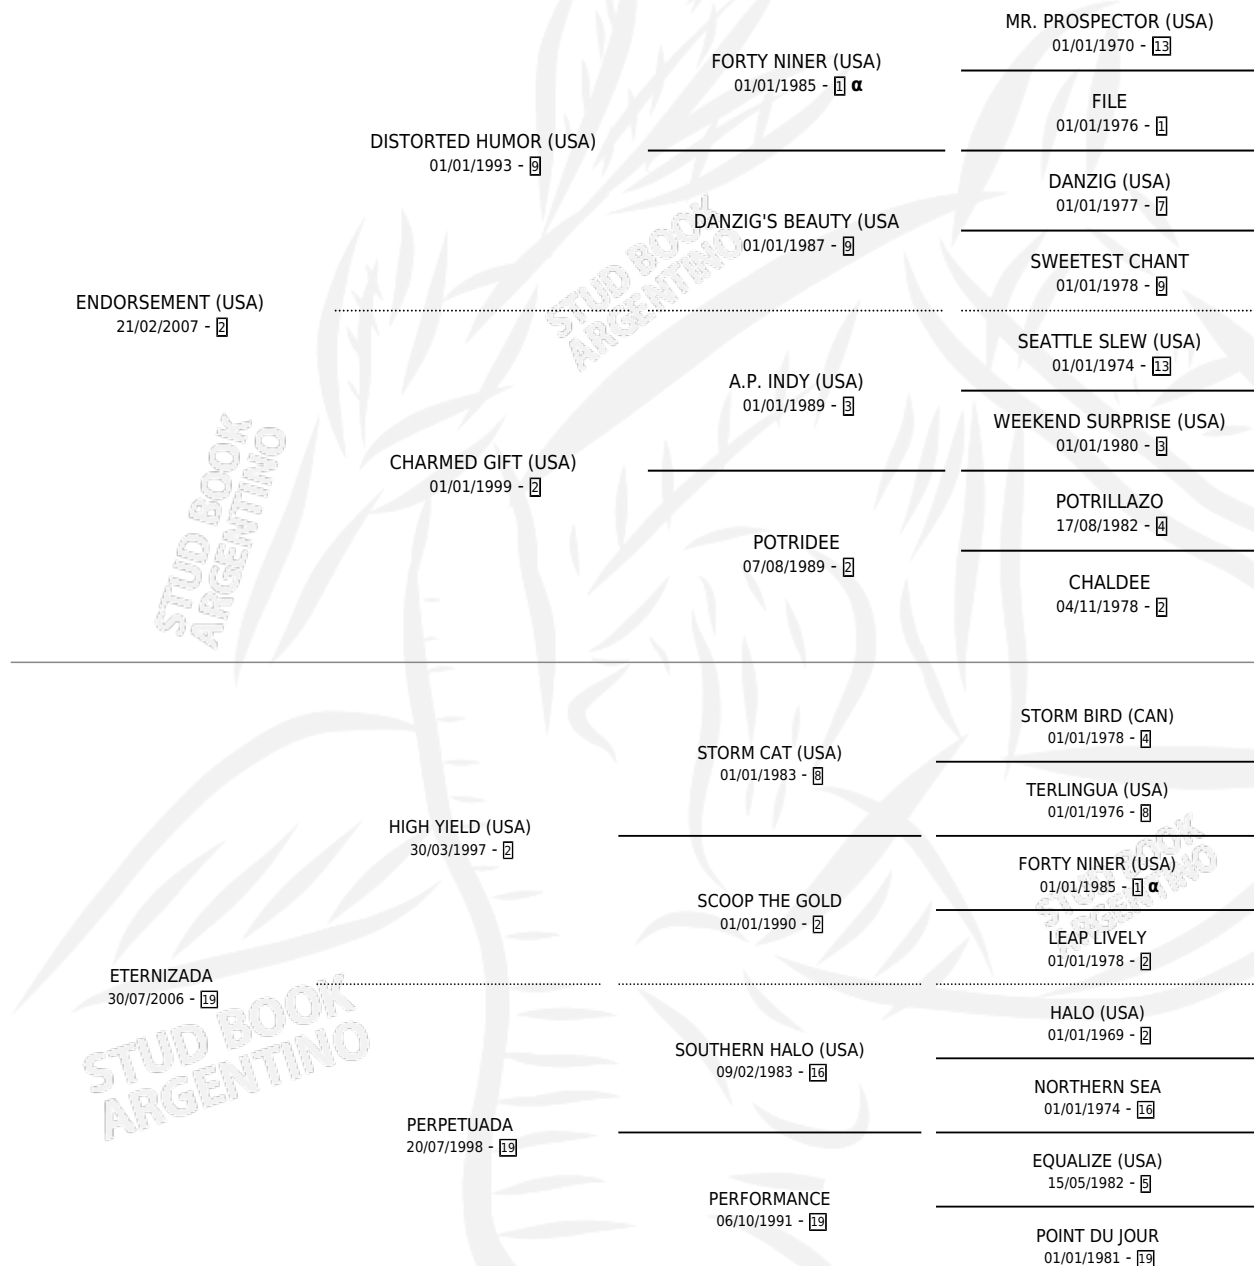 MR. PROSPECTOR (USA)
01/01/1970 - 13
FORTY NINER (USA)
01/01/1985 - 1 α
FILE
01/01/1976 - 1
DISTORTED HUMOR (USA)
01/01/1993 - 9
DANZIG (USA)
01/01/1977 - 7
DANZIG'S BEAUTY (USA
01/01/1987 - 9
SWEETEST CHANT
01/01/1978 - 9
STUD BOOK
ARGENTINO
ENDORSEMENT (USA)
21/02/2007 - 2
SEATTLE SLEW (USA)
01/01/1974 - 13
A.P. INDY (USA)
01/01/1989 - 3
WEEKEND SURPRISE (USA)
01/01/1980 - 3
CHARMED GIFT (USA)
01/01/1999 - 2
STUD BOOK
ARGENTINO
POTRILLAZO
17/08/1982 - 4
POTRIDEE
07/08/1989 - 2
CHALDEE
04/11/1978 - 2
STORM BIRD (CAN)
01/01/1978 - 4
STORM CAT (USA)
01/01/1983 - 8
TERLINGUA (USA)
01/01/1976 - 8
HIGH YIELD (USA)
30/03/1997 - 2
STUD BOOK
ARGENTINO
FORTY NINER (USA)
01/01/1985 - 1 α
SCOOP THE GOLD
01/01/1990 - 2
LEAP LIVELY
01/01/1978 - 2
ETERNIZADA
30/07/2006 - 19
STUD BOOK
ARGENTINO
HALO (USA)
01/01/1969 - 2
SOUTHERN HALO (USA)
09/02/1983 - 16
NORTHERN SEA
01/01/1974 - 16
PERPETUADA
20/07/1998 - 19
EQUALIZE (USA)
15/05/1982 - 5
PERFORMANCE
06/10/1991 - 19
POINT DU JOUR
01/01/1981 - 19